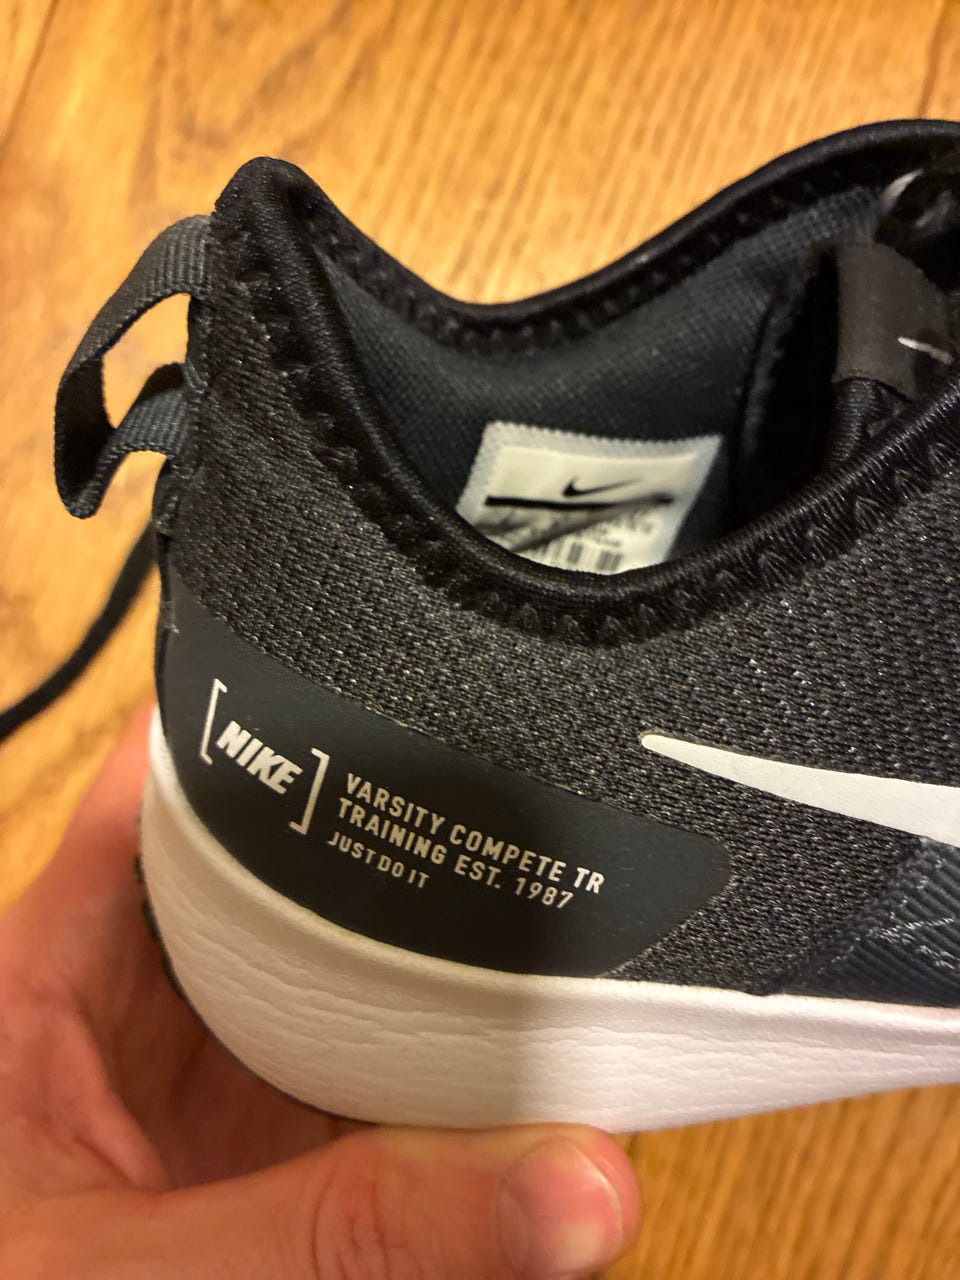 [NIKE]
VARSITY COMPETE TR
TRAINING EST. 1987
JUST DO IT